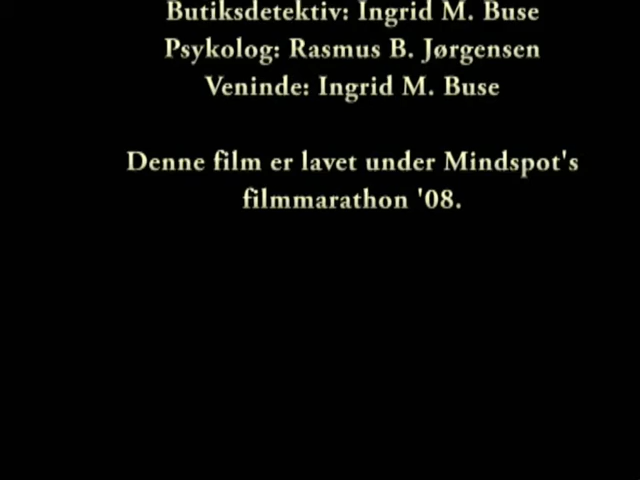 Butiksdetektiv: Ingrid M. Buse
Psykolog: Rasmus B. Jørgensen
Veninde: Ingrid M. Buse
Denne film er lavet under Mindspot's
filmmarathon '08.